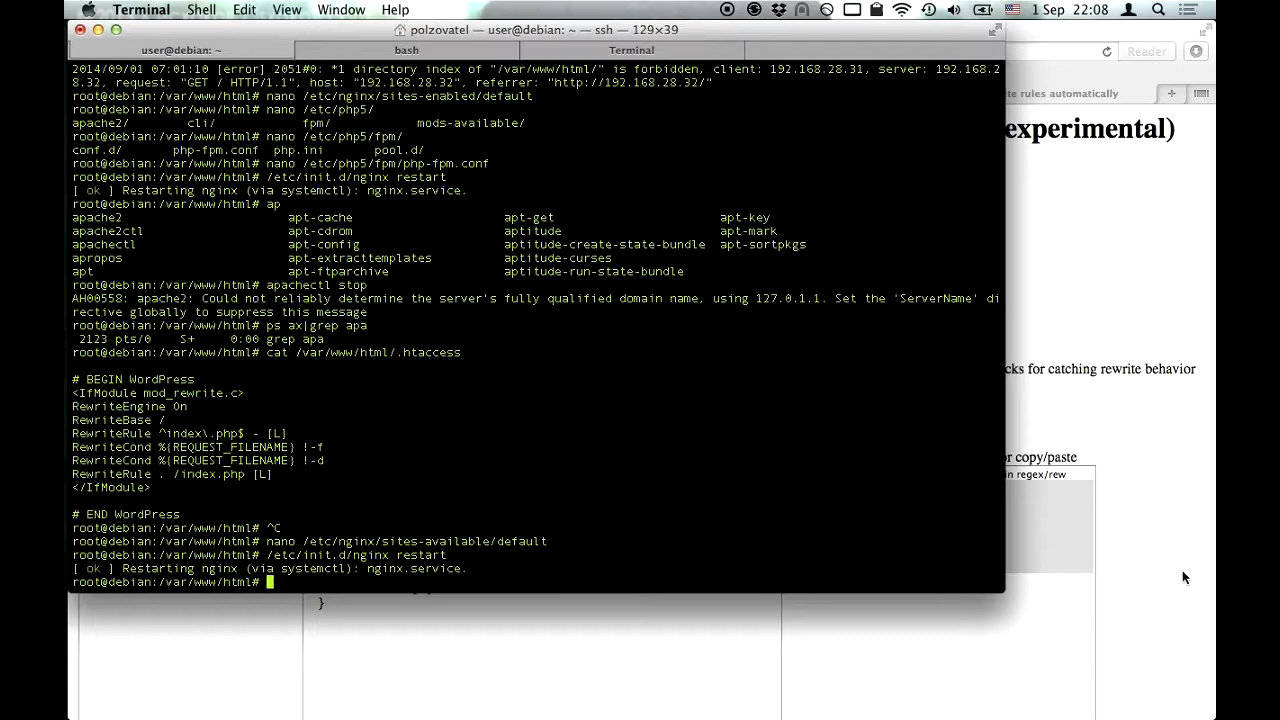 Terminal Shell Edit View Window Help 1 Sep 22:08
polzovatel — user@debian: ~ — ssh — 129×39
user@debian: ~ bash Terminal
Reader
2014/09/01 07:01:10 [error] 2051#0: *1 directory index of "/var/www/html/" is forbidden, client: 192.168.28.31, server: 192.168.2
8.32, request: "GET / HTTP/1.1", host: "192.168.28.32", referrer: "http://192.168.28.32/"
root@debian:/var/www/html# nano /etc/nginx/sites-enabled/default
te rules automatically
root@debian:/var/www/html# nano /etc/php5/
apache2/ cli/ fpm/ mods-available/
experimental)
root@debian:/var/www/html# nano /etc/php5/fpm/
conf.d/ php-fpm.conf php.ini pool.d/
root@debian:/var/www/html# nano /etc/php5/fpm/php-fpm.conf
root@debian:/var/www/html# /etc/init.d/nginx restart
[ ok ] Restarting nginx (via systemctl): nginx.service.
root@debian:/var/www/html# ap
apache2 apt-cache apt-get apt-key
apache2ctl apt-cdrom aptitude apt-mark
apachectl apt-config aptitude-create-state-bundle apt-sortpkgs
apropos apt-extracttemplates aptitude-curses
apt apt-ftparchive aptitude-run-state-bundle
root@debian:/var/www/html# apachectl stop
AH00558: apache2: Could not reliably determine the server's fully qualified domain name, using 127.0.1.1. Set the 'ServerName' di
rective globally to suppress this message
root@debian:/var/www/html# ps ax|grep apa
2123 pts/0 S+ 0:00 grep apa
root@debian:/var/www/html# cat /var/www/html/.htaccess
cks for catching rewrite behavior
# BEGIN WordPress
<IfModule mod_rewrite.c>
RewriteEngine On
RewriteBase /
RewriteRule ^index\.php$ - [L]
RewriteCond %{REQUEST_FILENAME} !-f
RewriteCond %{REQUEST_FILENAME} !-d
or copy/paste
RewriteRule . /index.php [L]
in regex/rew
</IfModule>
# END WordPress
root@debian:/var/www/html# ^C
root@debian:/var/www/html# nano /etc/nginx/sites-available/default
root@debian:/var/www/html# /etc/init.d/nginx restart
[ ok ] Restarting nginx (via systemctl): nginx.service.
root@debian:/var/www/html#
}